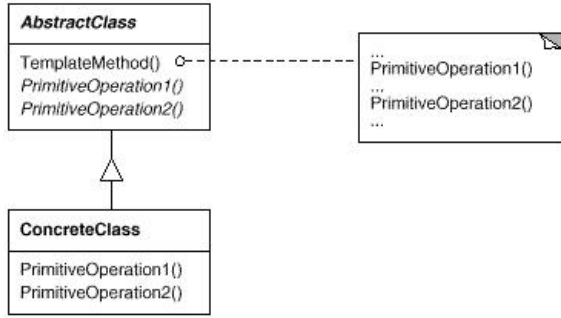 AbstractClass
TemplateMethod()
PrimitiveOperation1()
PrimitiveOperation2()
...
PrimitiveOperation1()
...
PrimitiveOperation2()
...
ConcreteClass
PrimitiveOperation1()
PrimitiveOperation2()